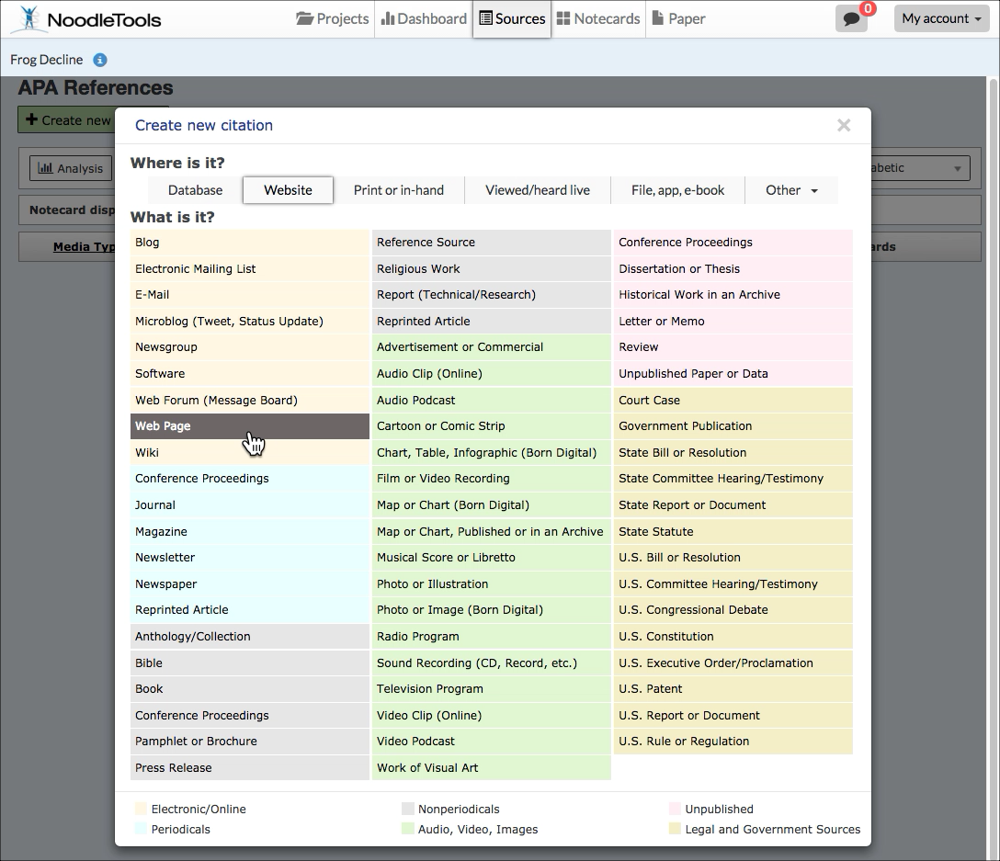 NoodleTools
Projects
Dashboard
Sources
Notecards
Paper
0
My account
Frog Decline
APA References
Create new
Analysis
abetic
Notecard disp
Media Typ
ards
Create new citation
Where is it?
Database
Website
Print or in-hand
Viewed/heard live
File, app, e-book
Other
What is it?
Blog
Electronic Mailing List
E-Mail
Microblog (Tweet, Status Update)
Newsgroup
Software
Web Forum (Message Board)
Web Page
Wiki
Conference Proceedings
Journal
Magazine
Newsletter
Newspaper
Reprinted Article
Anthology/Collection
Bible
Book
Conference Proceedings
Pamphlet or Brochure
Press Release
Reference Source
Religious Work
Report (Technical/Research)
Reprinted Article
Advertisement or Commercial
Audio Clip (Online)
Audio Podcast
Cartoon or Comic Strip
Chart, Table, Infographic (Born Digital)
Film or Video Recording
Map or Chart (Born Digital)
Map or Chart, Published or in an Archive
Musical Score or Libretto
Photo or Illustration
Photo or Image (Born Digital)
Radio Program
Sound Recording (CD, Record, etc.)
Television Program
Video Clip (Online)
Video Podcast
Work of Visual Art
Conference Proceedings
Dissertation or Thesis
Historical Work in an Archive
Letter or Memo
Review
Unpublished Paper or Data
Court Case
Government Publication
State Bill or Resolution
State Committee Hearing/Testimony
State Report or Document
State Statute
U.S. Bill or Resolution
U.S. Committee Hearing/Testimony
U.S. Congressional Debate
U.S. Constitution
U.S. Executive Order/Proclamation
U.S. Patent
U.S. Report or Document
U.S. Rule or Regulation
Electronic/Online
Periodicals
Nonperiodicals
Audio, Video, Images
Unpublished
Legal and Government Sources